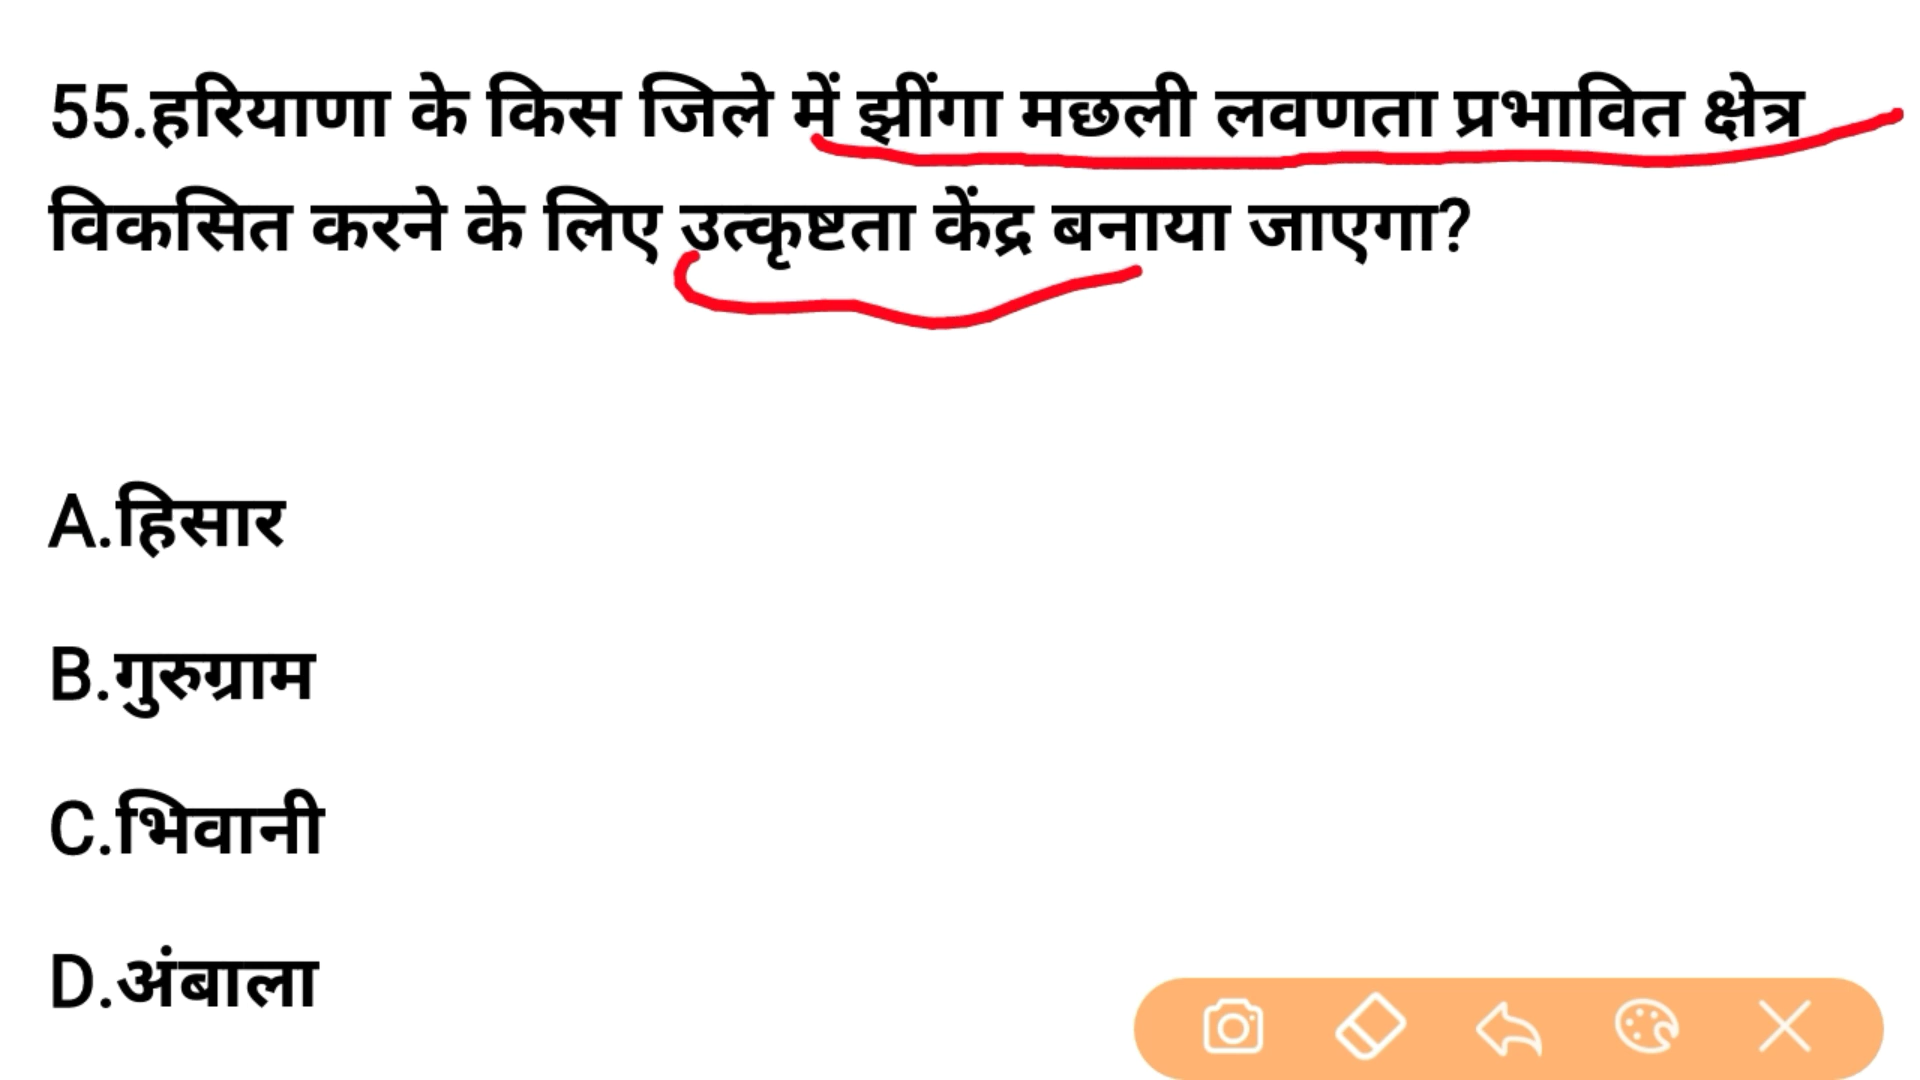 55.हरियाणा के किस जिले में झींगा मछली लवणता प्रभावित क्षेत्र
विकसित करने के लिए उत्कृष्टता केंद्र बनाया जाएगा?
A.हिसार
B.गुरुग्राम
C.भिवानी
D.अंबाला